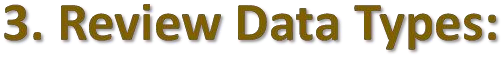 3. Review Data Types: